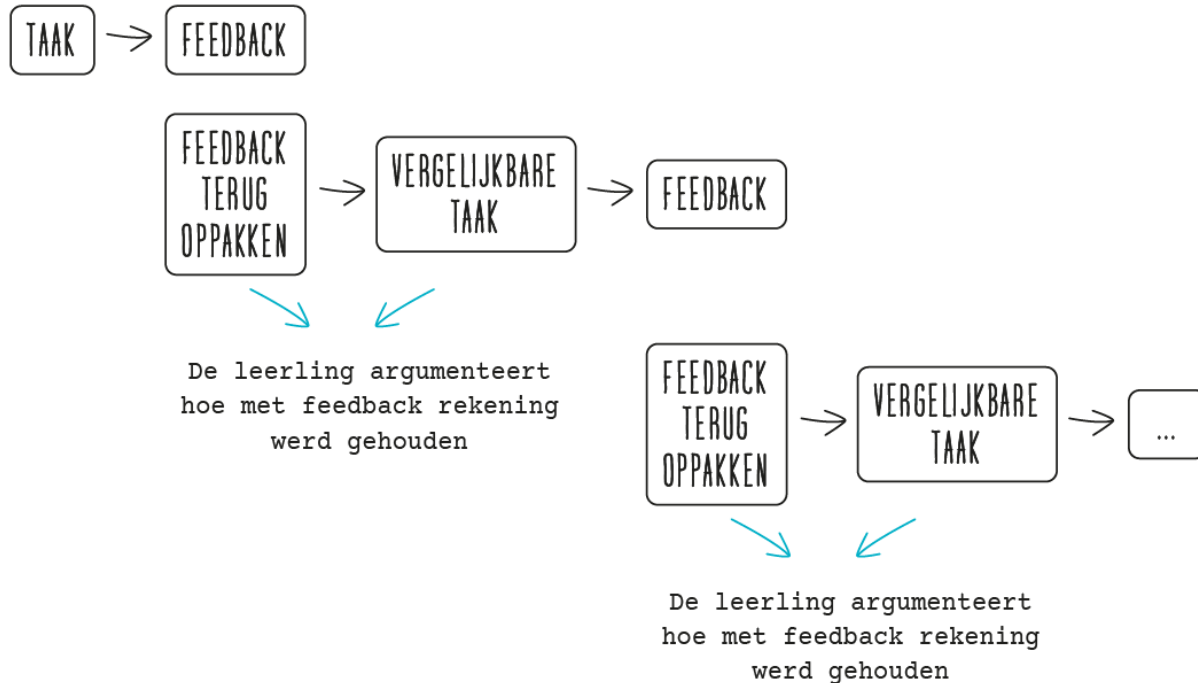 TAAK
FEEDBACK
FEEDBACK
TERUG
OPPAKKEN
VERGELIJKBARE
TAAK
FEEDBACK
De leerling argumenteert
hoe met feedback rekening
werd gehouden
FEEDBACK
TERUG
OPPAKKEN
VERGELIJKBARE
TAAK
...
De leerling argumenteert
hoe met feedback rekening
werd gehouden